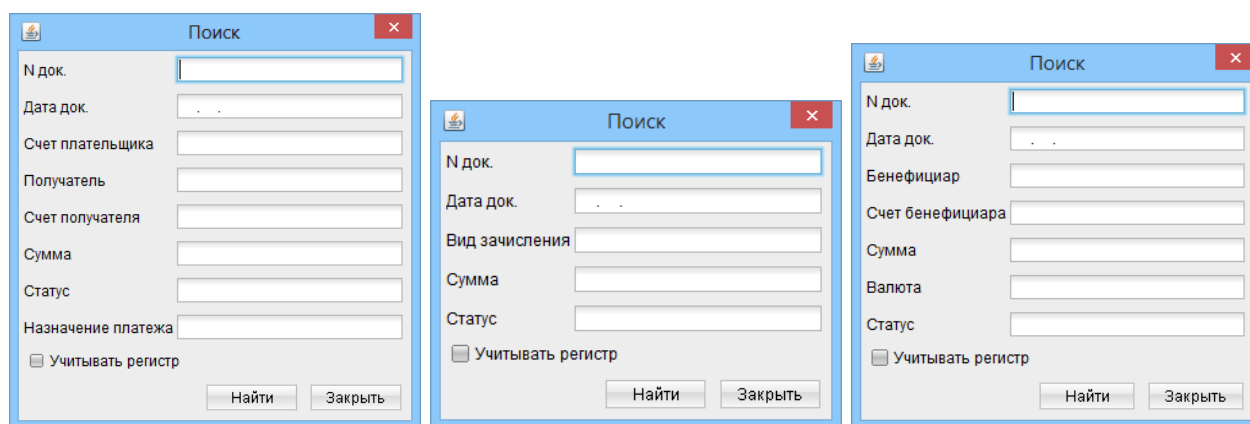 Поиск
N док.
Дата док.
. .
Счет плательщика
Получатель
Счет получателя
Сумма
Статус
Назначение платежа
Учитывать регистр
Найти Закрыть
Поиск
N док.
Дата док.
. .
Вид зачисления
Сумма
Статус
Учитывать регистр
Найти Закрыть
Поиск
N док.
Дата док.
. .
Бенефициар
Счет бенефициара
Сумма
Валюта
Статус
Учитывать регистр
Найти Закрыть